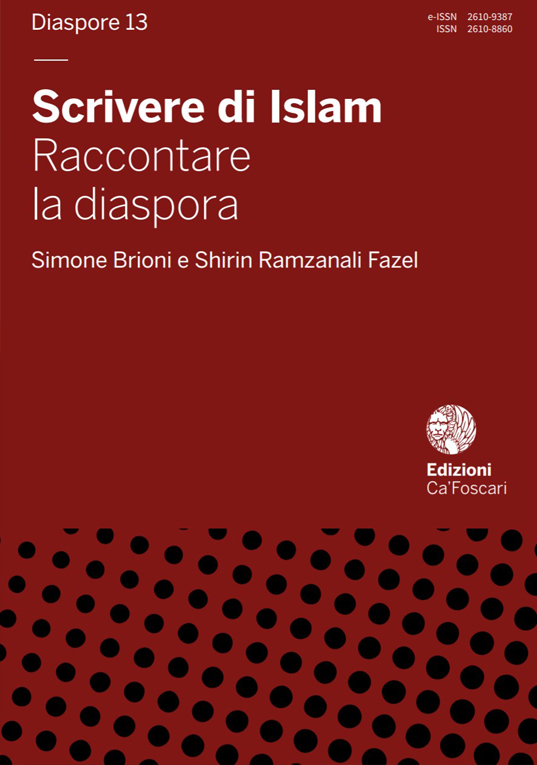 Diaspore 13
e-ISSN 2610-9387
ISSN 2610-8860
Scrivere di Islam
Raccontare
la diaspora
Simone Brioni e Shirin Ramzanali Fazel
Edizioni
Ca’Foscari